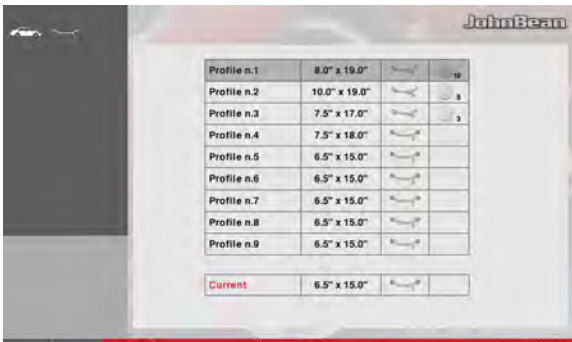 JohnBean
Profile n.1 8.0" x 19.0" 10
Profile n.2 10.0" x 19.0" 5
Profile n.3 7.5" x 17.0" 3
Profile n.4 7.5" x 18.0"
Profile n.5 6.5" x 15.0"
Profile n.6 6.5" x 15.0"
Profile n.7 6.5" x 15.0"
Profile n.8 6.5" x 15.0"
Profile n.9 6.5" x 15.0"
Current 6.5" x 15.0"